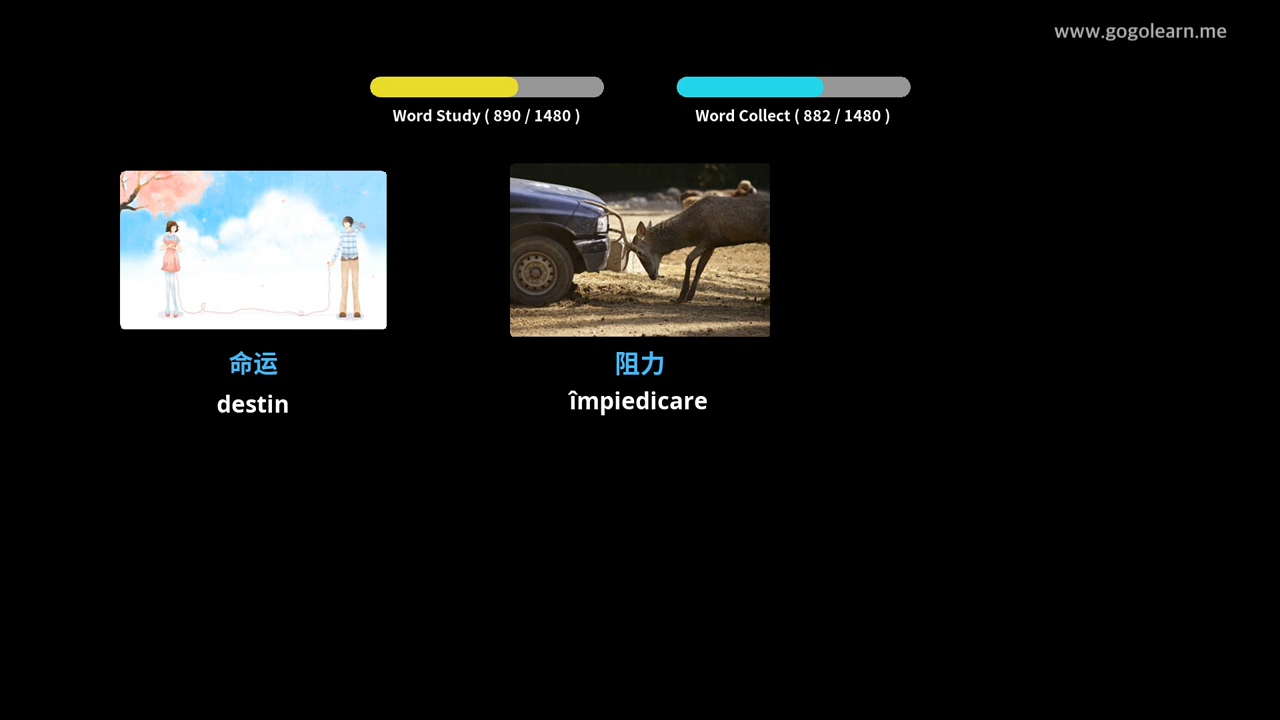 www.gogolearn.me
Word Study ( 890 / 1480 )
Word Collect ( 882 / 1480 )
命运
destin
阻力
împiedicare